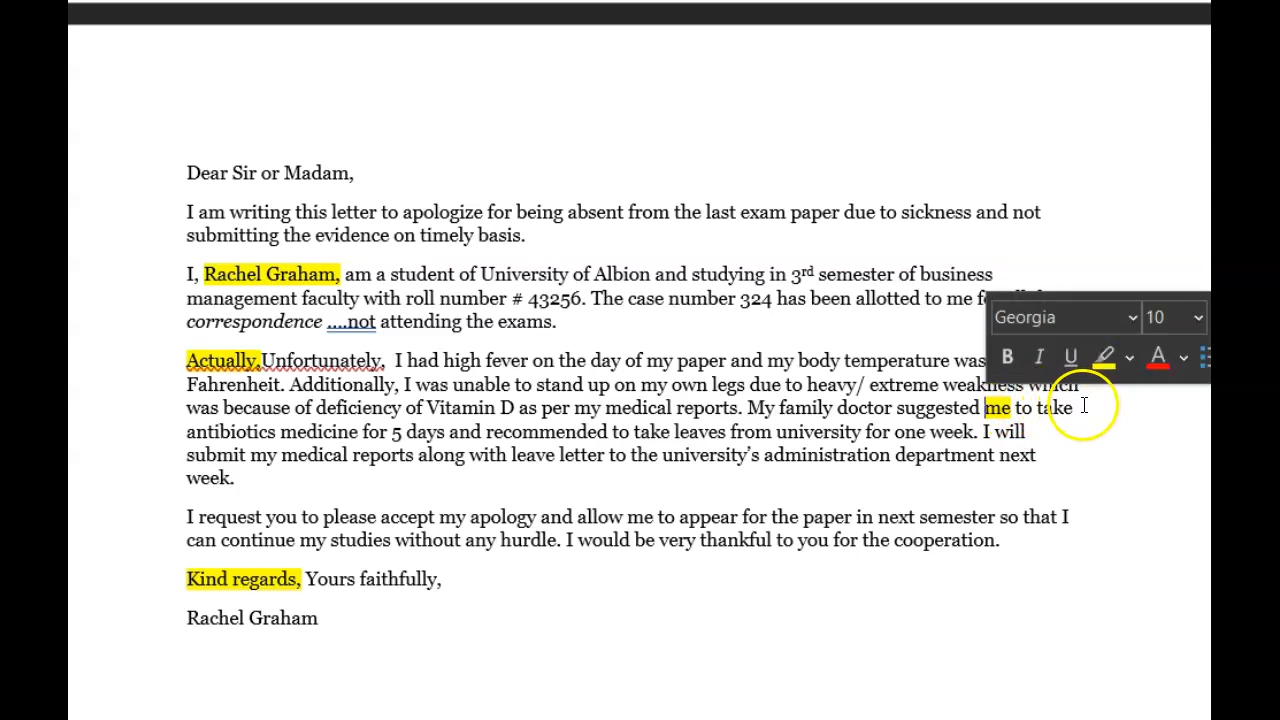 Dear Sir or Madam,
I am writing this letter to apologize for being absent from the last exam paper due to sickness and not
submitting the evidence on timely basis.
I, Rachel Graham, am a student of University of Albion and studying in 3rd semester of business
management faculty with roll number # 43256. The case number 324 has been allotted to me
correspondence ....not attending the exams.
Georgia 10
B I U A
Actually,Unfortunately, I had high fever on the day of my paper and my body temperature was
Fahrenheit. Additionally, I was unable to stand up on my own legs due to heavy/ extreme weakness which
was because of deficiency of Vitamin D as per my medical reports. My family doctor suggested me to take
antibiotics medicine for 5 days and recommended to take leaves from university for one week. I will
submit my medical reports along with leave letter to the university's administration department next
week.
I request you to please accept my apology and allow me to appear for the paper in next semester so that I
can continue my studies without any hurdle. I would be very thankful to you for the cooperation.
Kind regards, Yours faithfully,
Rachel Graham